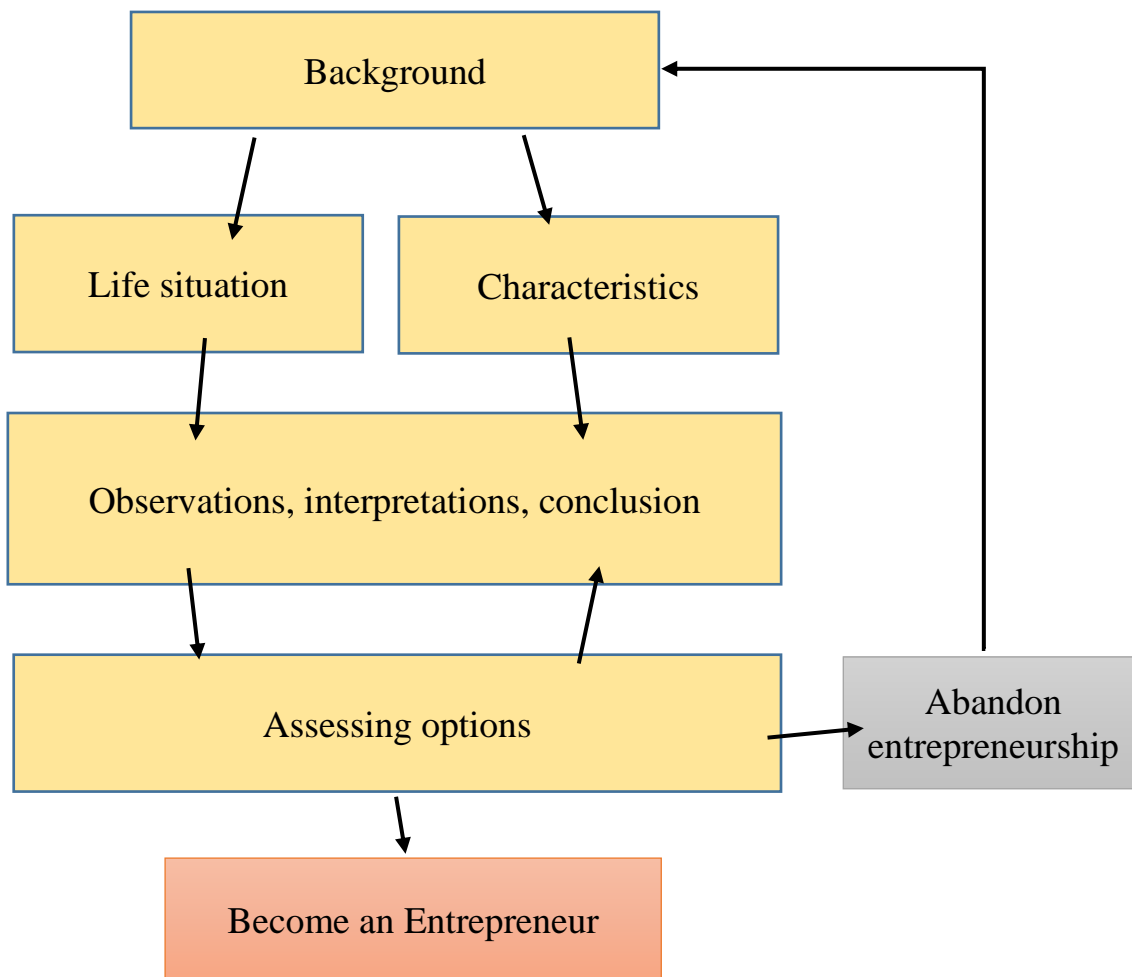 Background
Life situation
Characteristics
Observations, interpretations, conclusion
Assessing options
Abandon
entrepreneurship
Become an Entrepreneur